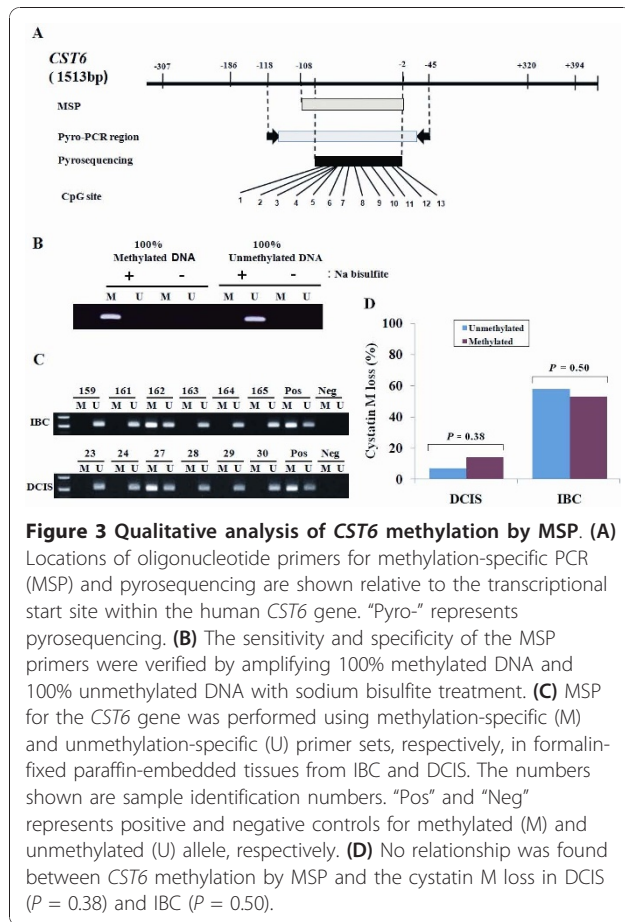 A
CST6
(1513bp)
-307 -186 -118 -108 -2 -45 +320 +394
MSP
Pyro-PCR region
Pyrosequencing
CpG site
1 2 3 4 5 6 7 8 9 10 11 12 13
B
100% Methylated DNA 100% Unmethylated DNA
+ - + - : Na bisulfite
M U M U M U M U
C
159 161 162 163 164 165 Pos Neg
M U M U M U M U M U M U M U M U
IBC
23 24 27 28 29 30 Pos Neg
M U M U M U M U M U M U M U M U
DCIS
D
Unmethylated
Methylated
Cystatin M loss (%)
100
80
60
40
20
0
P = 0.38
P = 0.50
DCIS IBC
Figure 3 Qualitative analysis of CST6 methylation by MSP. (A)
Locations of oligonucleotide primers for methylation-specific PCR
(MSP) and pyrosequencing are shown relative to the transcriptional
start site within the human CST6 gene. “Pyro-” represents
pyrosequencing. (B) The sensitivity and specificity of the MSP
primers were verified by amplifying 100% methylated DNA and
100% unmethylated DNA with sodium bisulfite treatment. (C) MSP
for the CST6 gene was performed using methylation-specific (M)
and unmethylation-specific (U) primer sets, respectively, in formalin-
fixed paraffin-embedded tissues from IBC and DCIS. The numbers
shown are sample identification numbers. “Pos” and “Neg”
represents positive and negative controls for methylated (M) and
unmethylated (U) allele, respectively. (D) No relationship was found
between CST6 methylation by MSP and the cystatin M loss in DCIS
(P = 0.38) and IBC (P = 0.50).